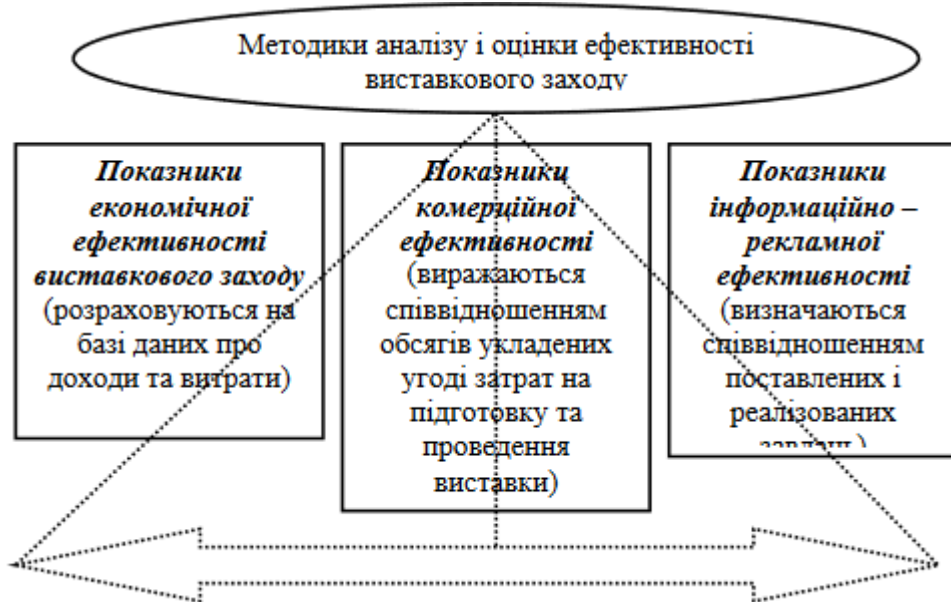 Методики аналізу і оцінки ефективності
виставкового заходу
Показники
економічної
ефективності
виставкового заходу
(розраховуються на
базі даних про
доходи та витрати)
Показники
комерційної
ефективності
(виражаються
співвідношенням
обсягів укладених
угоді затрат на
підготовку та
проведення
виставки)
Показники
інформаційно –
рекламної
ефективності
(визначаються
співвідношенням
поставлених і
реалізованих
завдань)